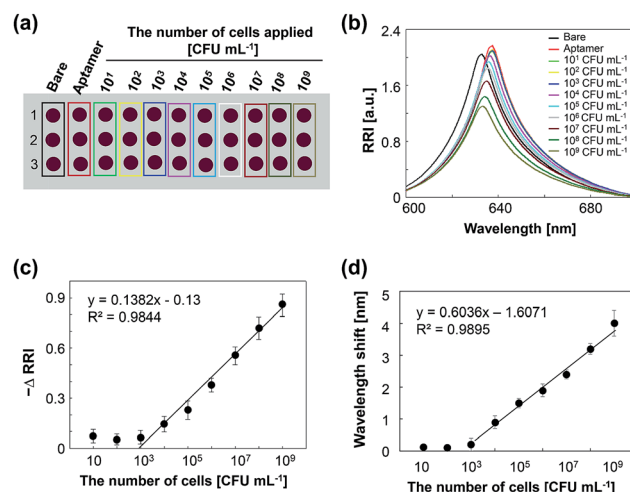 (a)
The number of cells applied
[CFU mL⁻¹]
Bare
Aptamer
10¹
10²
10³
10⁴
10⁵
10⁶
10⁷
10⁸
10⁹
1
2
3
(b)
2.4
1.8
1.2
0.6
0
RRI [a.u.]
600
640
680
Wavelength [nm]
Bare
Aptamer
10¹ CFU mL⁻¹
10² CFU mL⁻¹
10³ CFU mL⁻¹
10⁴ CFU mL⁻¹
10⁵ CFU mL⁻¹
10⁶ CFU mL⁻¹
10⁷ CFU mL⁻¹
10⁸ CFU mL⁻¹
10⁹ CFU mL⁻¹
(c)
y = 0.1382x - 0.13
R² = 0.9844
0.9
0.6
0.3
0
−Δ RRI
10
10³
10⁵
10⁷
10⁹
The number of cells [CFU mL⁻¹]
(d)
y = 0.6036x – 1.6071
R² = 0.9895
5
4
3
2
1
0
Wavelength shift [nm]
10
10³
10⁵
10⁷
10⁹
The number of cells [CFU mL⁻¹]